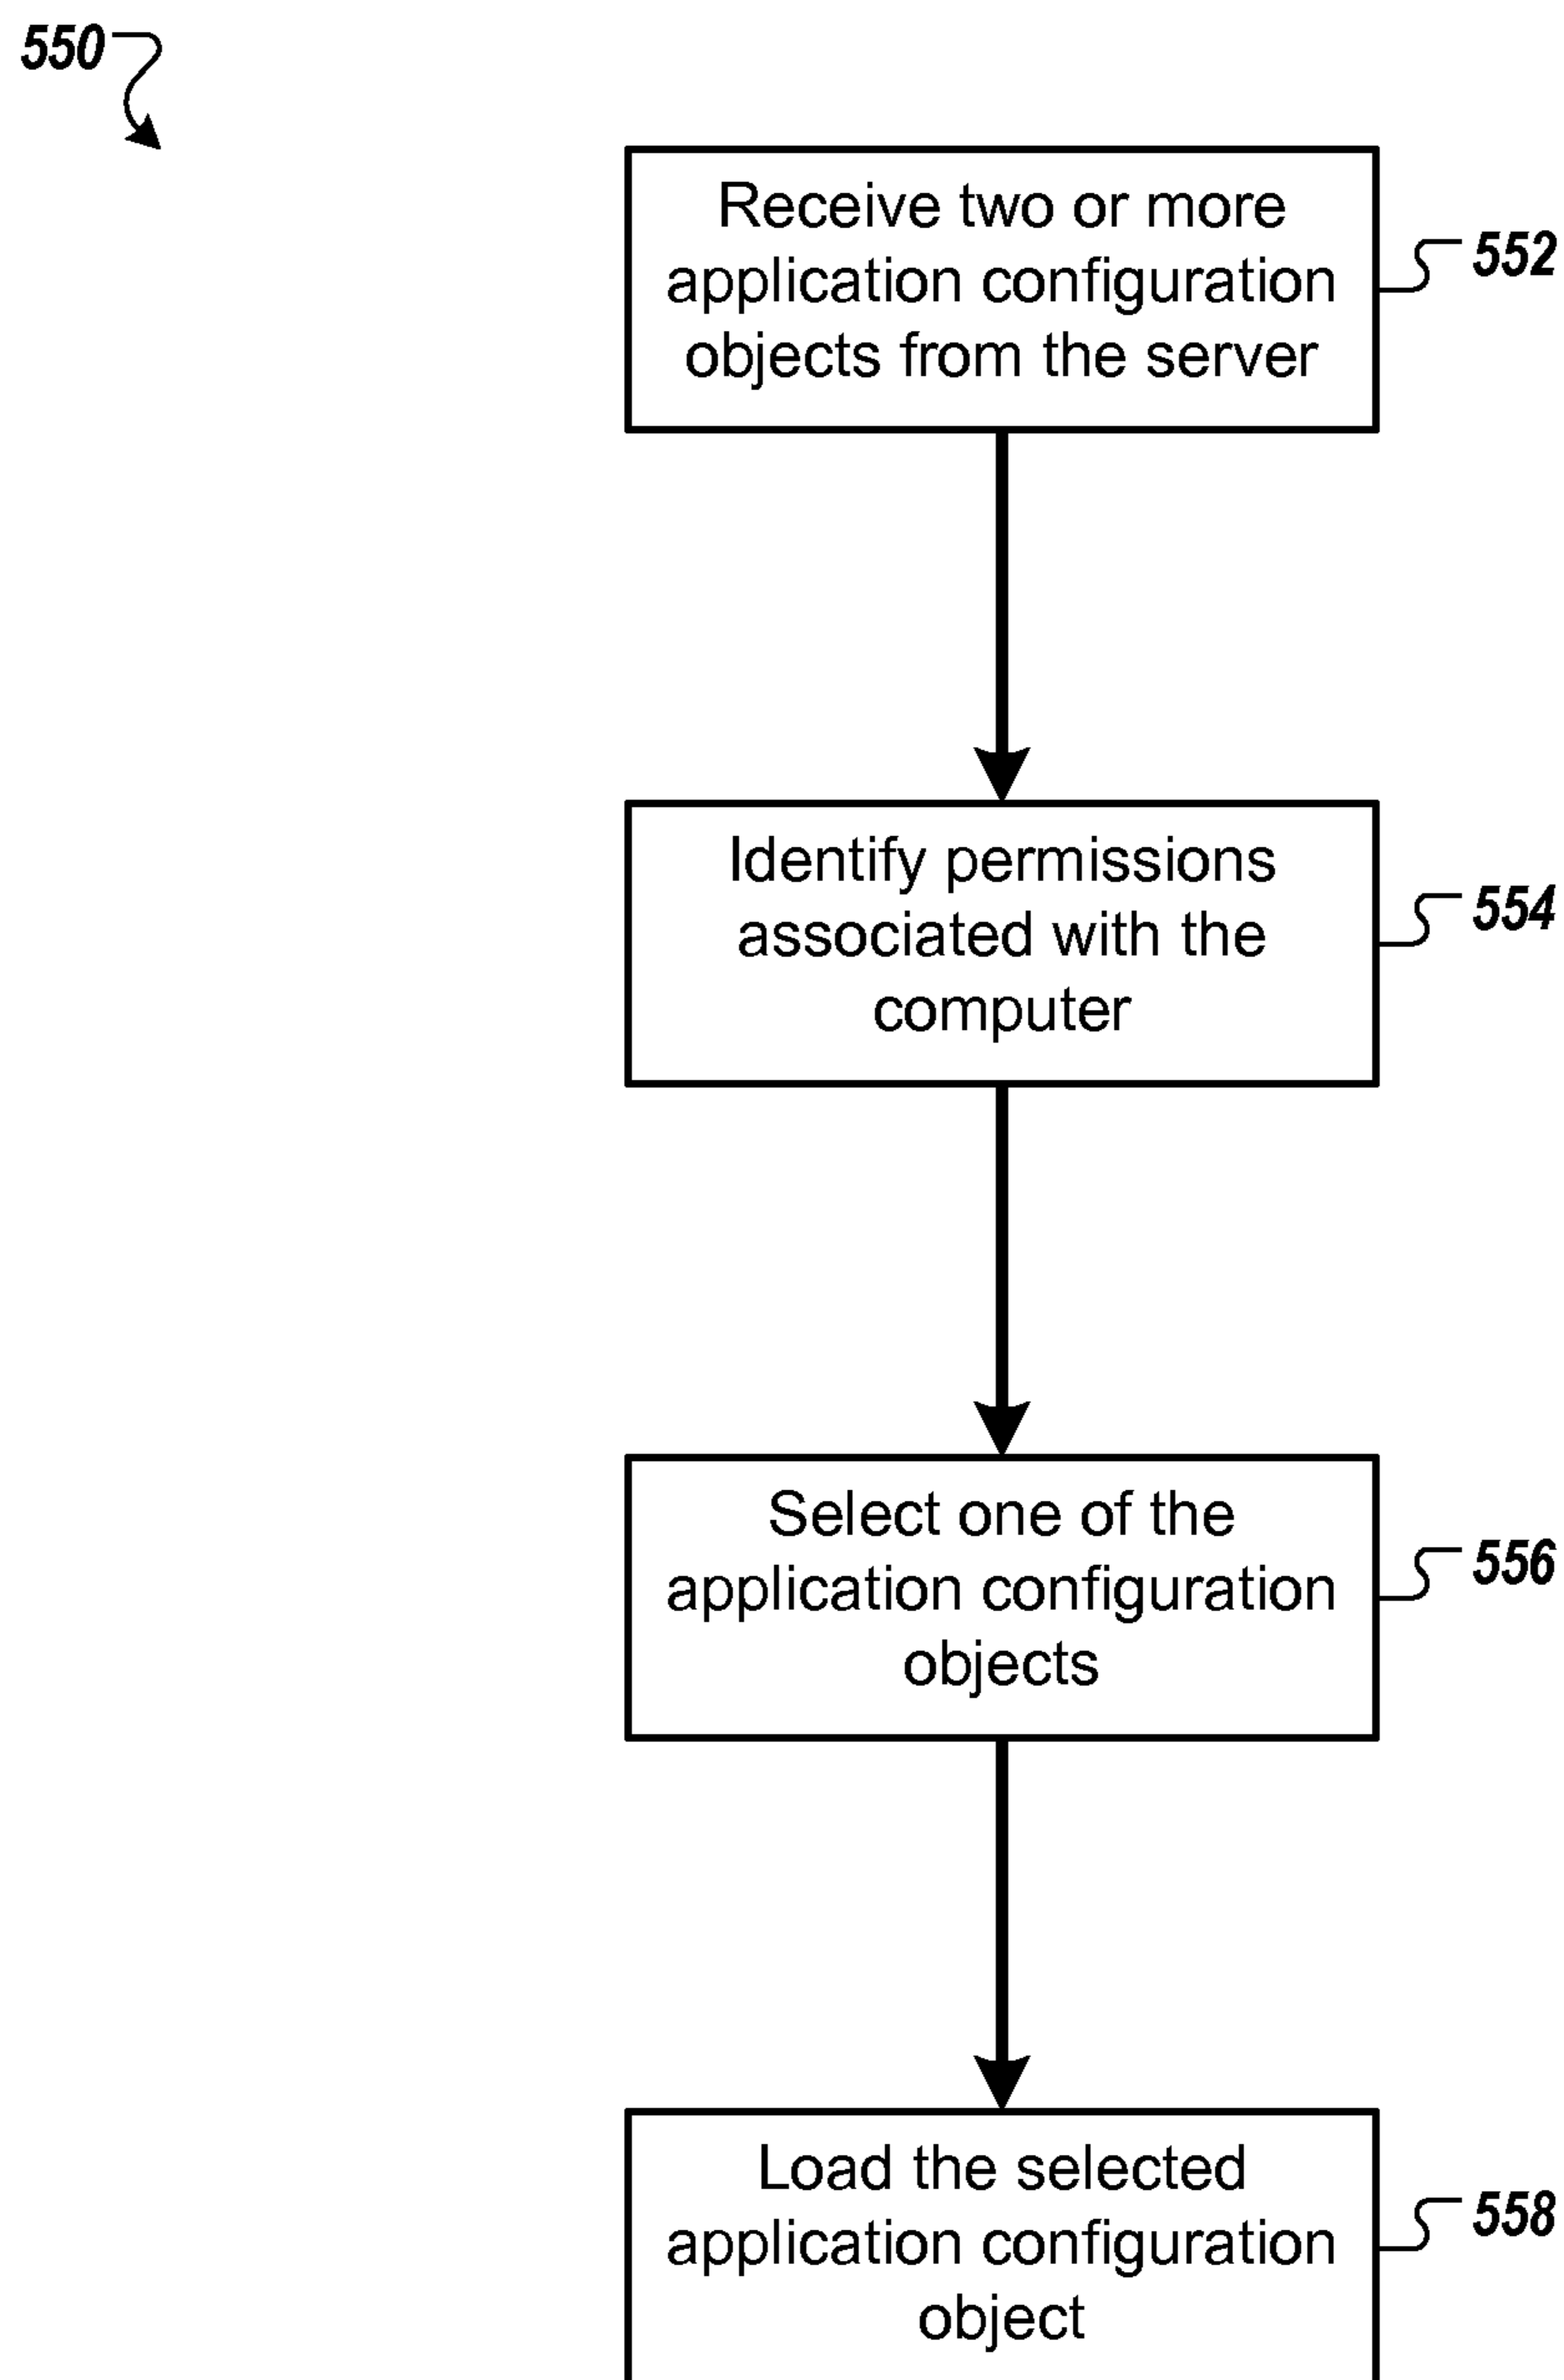 550
Receive two or more
application configuration
objects from the server
552
Identify permissions
associated with the
computer
554
Select one of the
application configuration
objects
556
Load the selected
application configuration
object
558